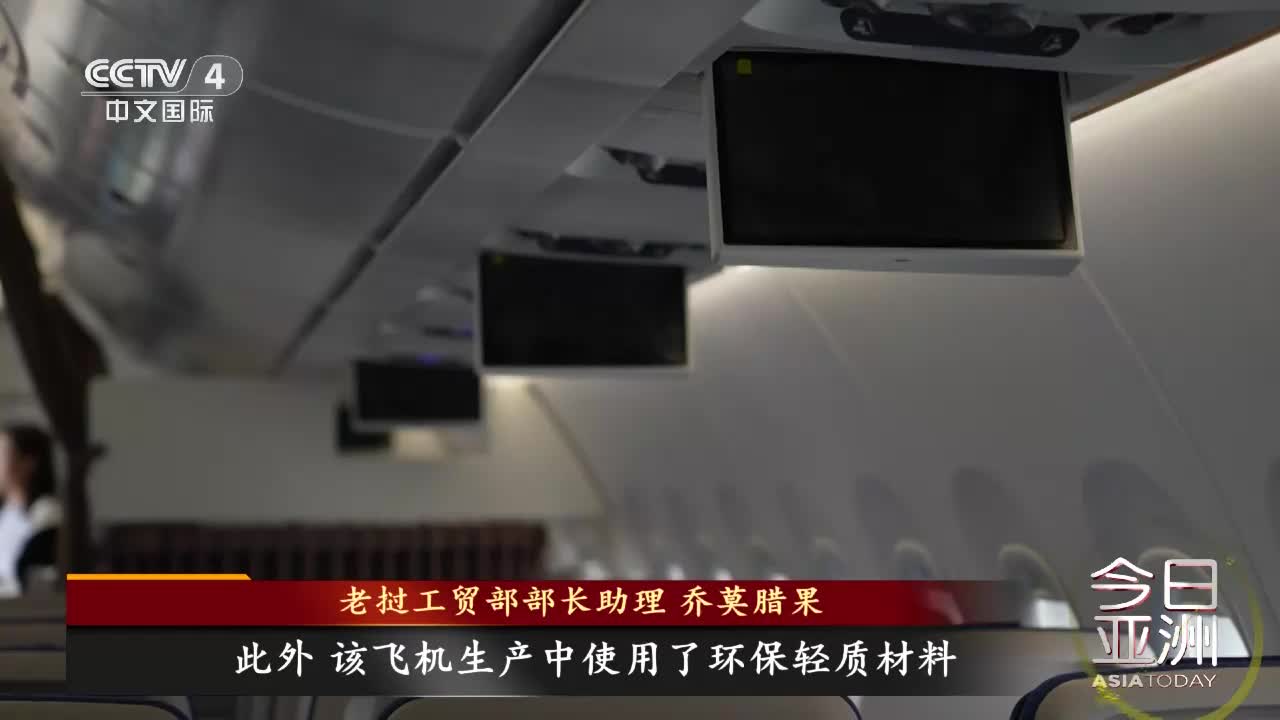 CCTV 4
中文国际
老挝工贸部部长助理 乔莫腊果
此外 该飞机生产中使用了环保轻质材料
今日
亚洲
ASIA TODAY